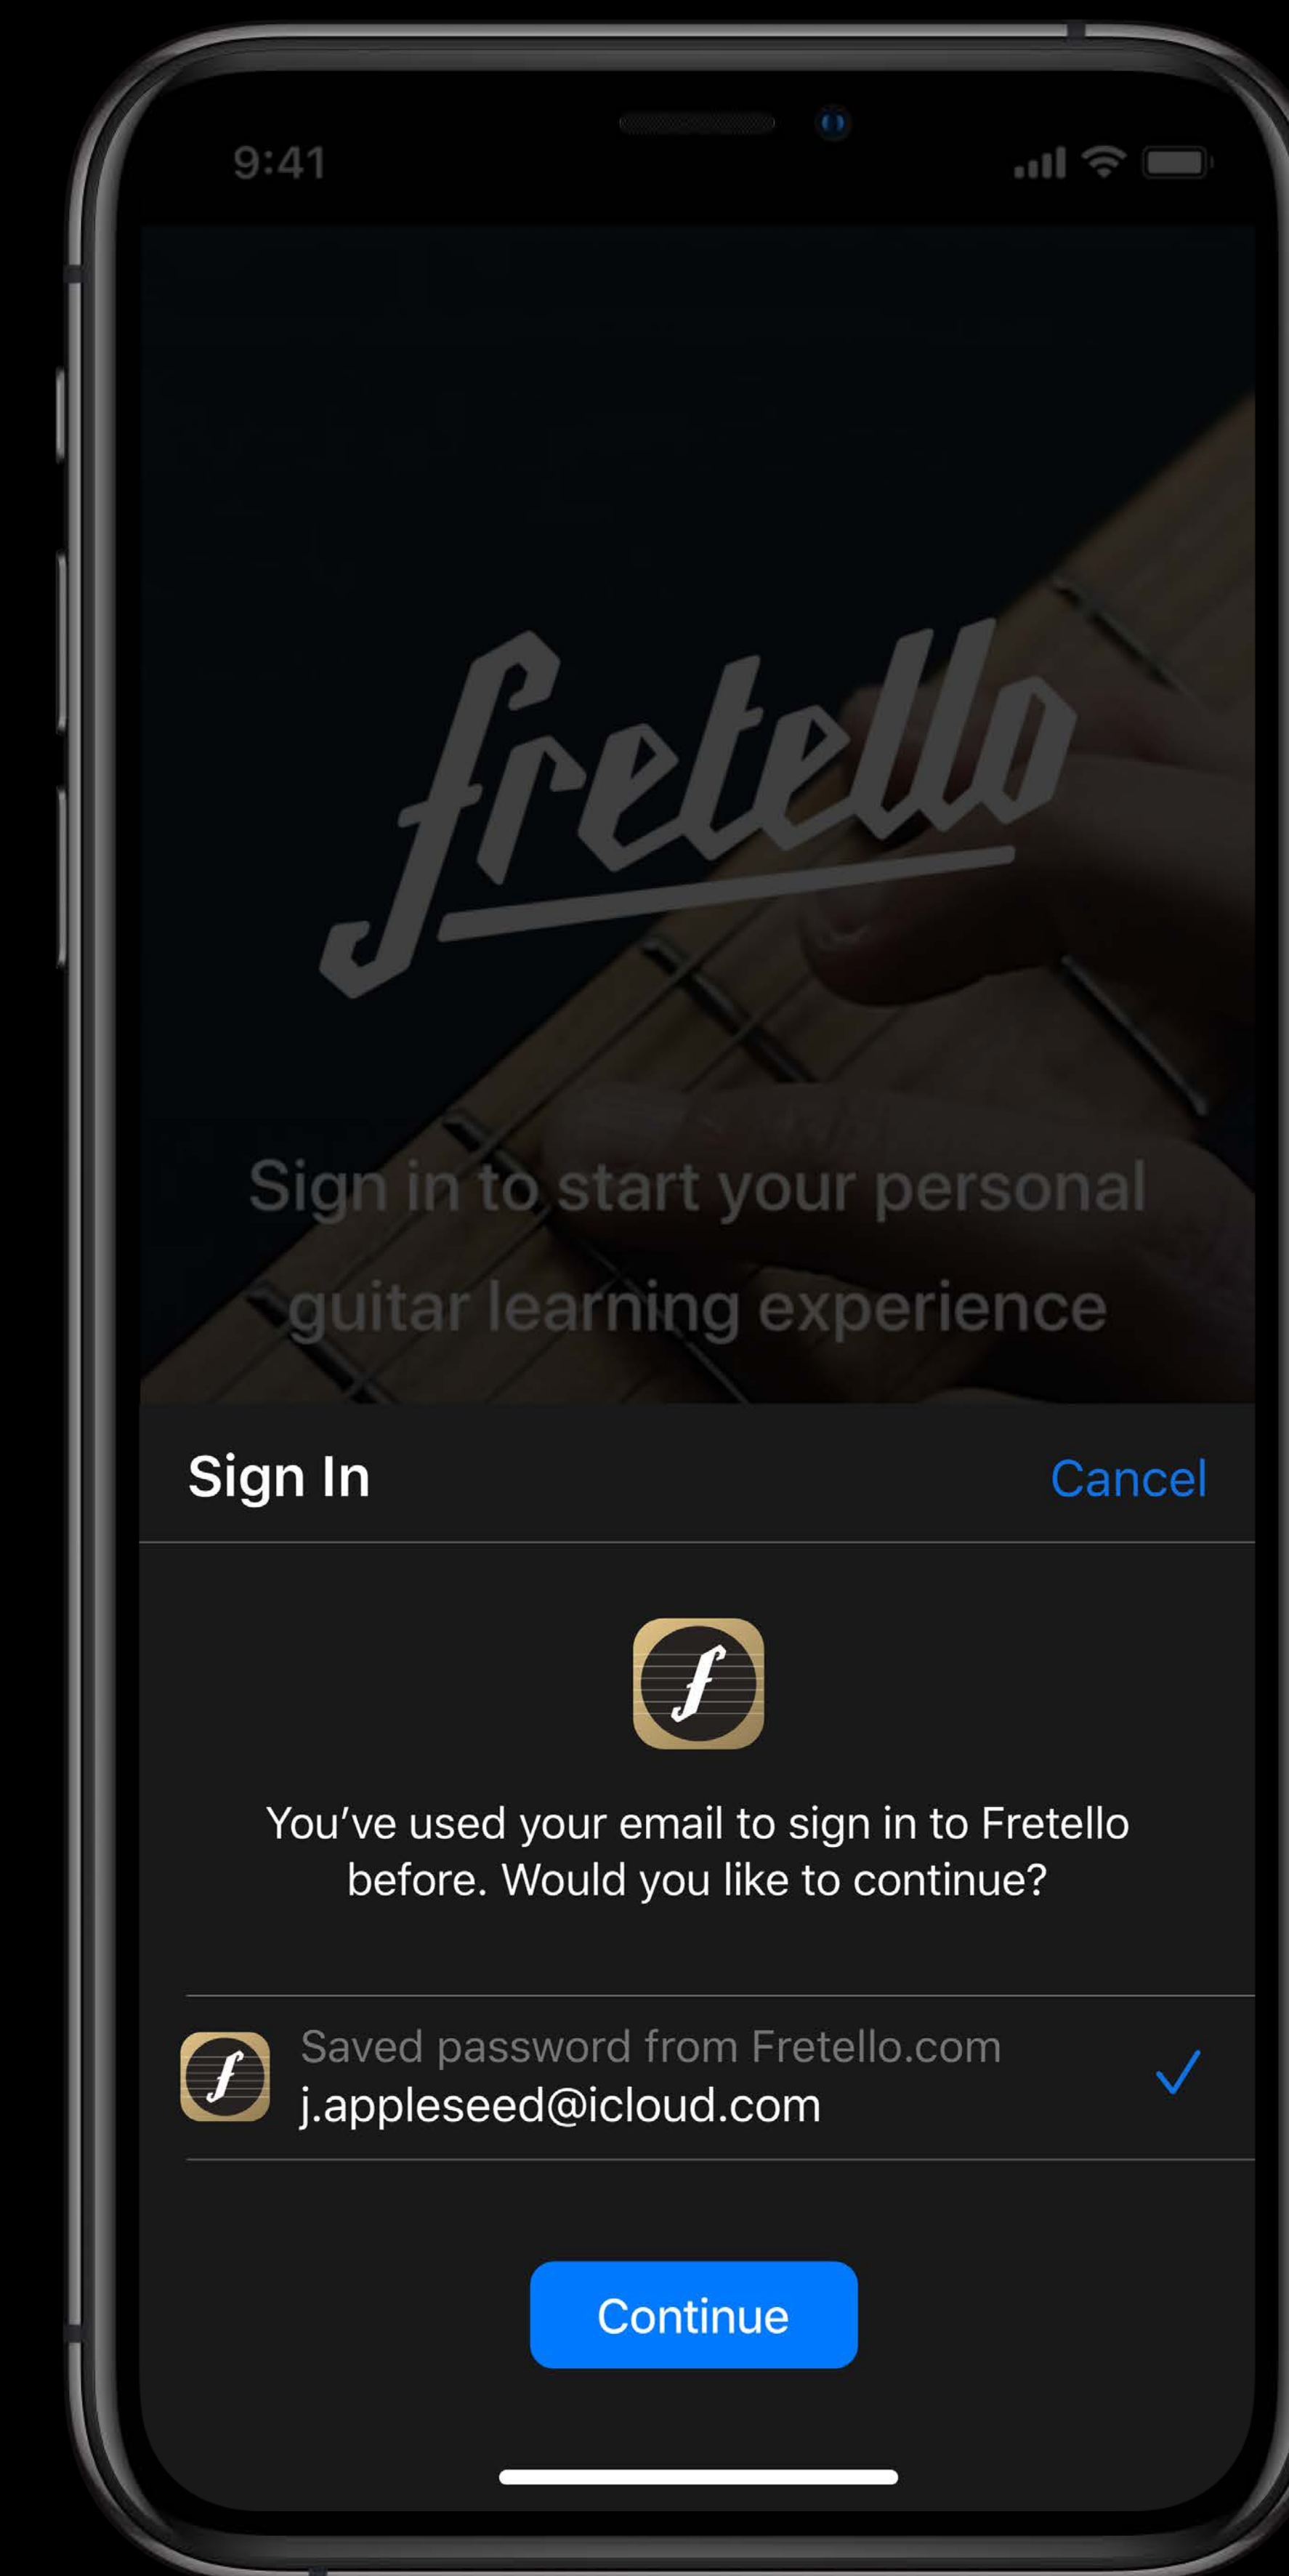 9:41
fretello
Sign in to start your personal
guitar learning experience
Sign In
Cancel
f
You’ve used your email to sign in to Fretello
before. Would you like to continue?
f
Saved password from Fretello.com
j.appleseed@icloud.com
Continue